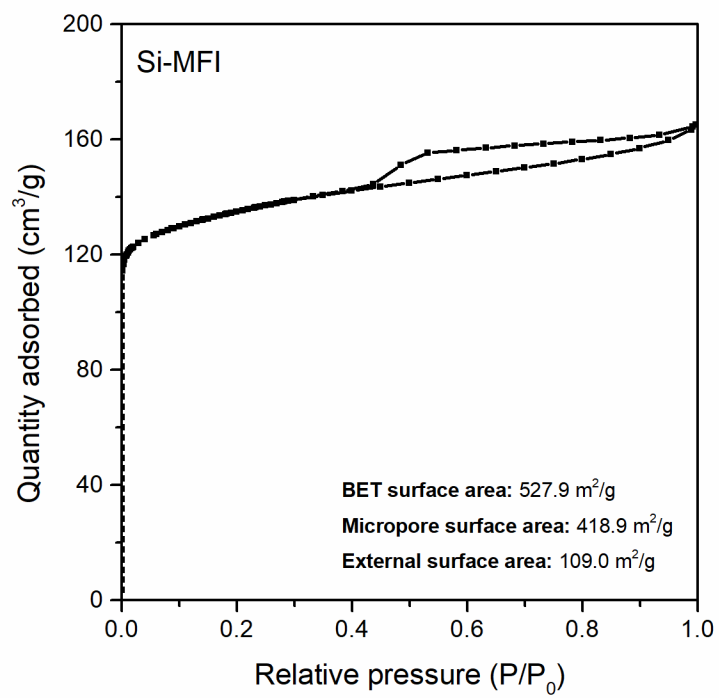 Si-MFI
Quantity adsorbed (cm³/g)
200
160
120
80
40
0
BET surface area: 527.9 m²/g
Micropore surface area: 418.9 m²/g
External surface area: 109.0 m²/g
0.0 0.2 0.4 0.6 0.8 1.0
Relative pressure (P/P₀)